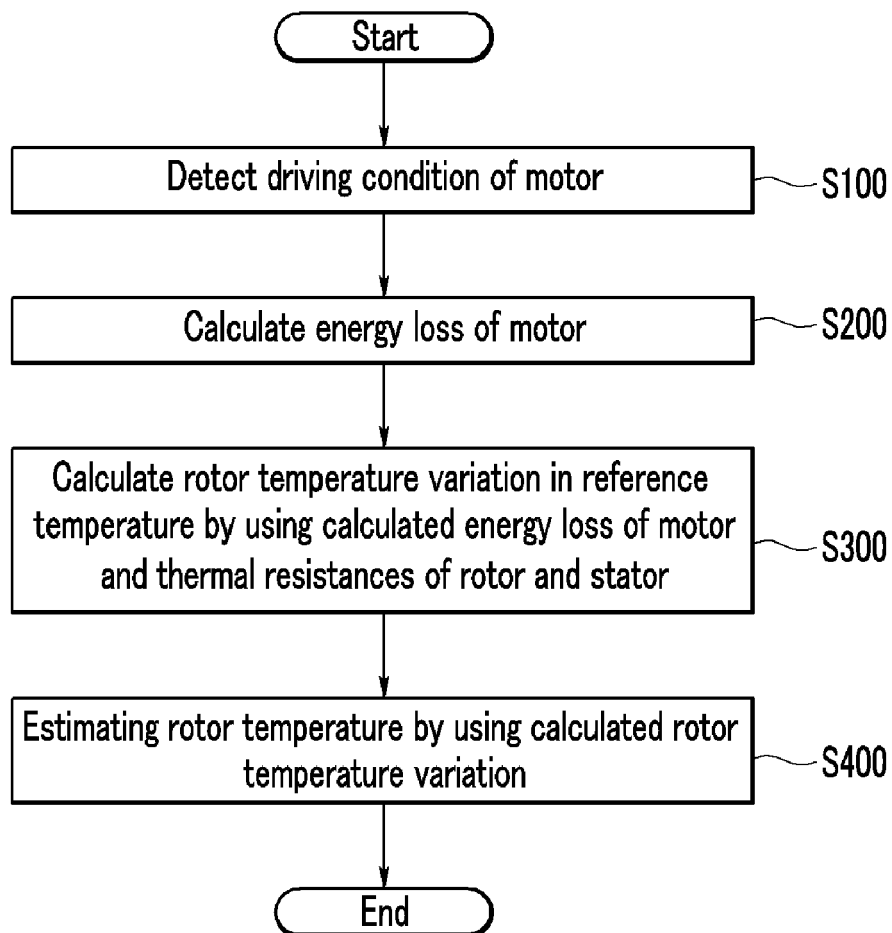 Start
Detect driving condition of motor
S100
Calculate energy loss of motor
S200
Calculate rotor temperature variation in reference
temperature by using calculated energy loss of motor
and thermal resistances of rotor and stator
S300
Estimating rotor temperature by using calculated rotor
temperature variation
S400
End